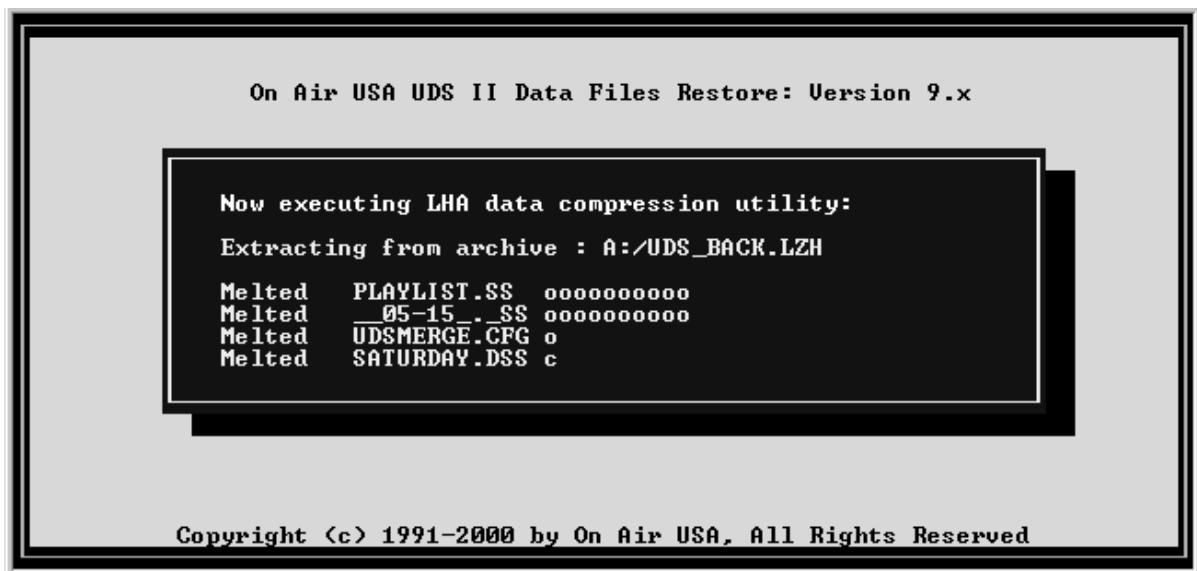 On Air USA UDS II Data Files Restore: Version 9.x
Now executing LHA data compression utility:
Extracting from archive : A:/UDS_BACK.LZH
Melted PLAYLIST.SS oooooooooo
Melted __05-15_._SS oooooooooo
Melted UDSMERGE.CFG o
Melted SATURDAY.DSS c
Copyright (c) 1991-2000 by On Air USA, All Rights Reserved